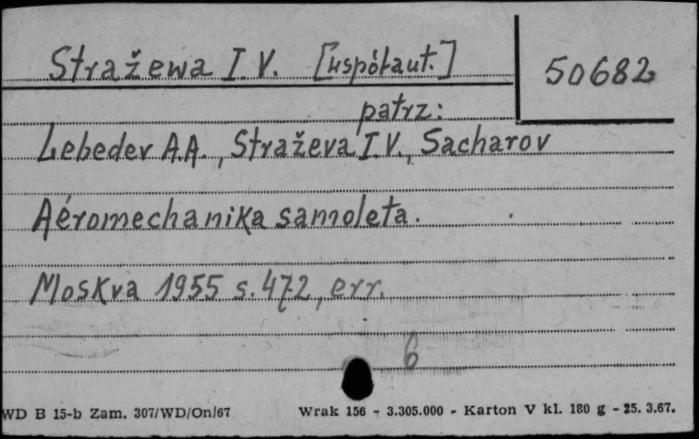 Stražewa I. V. [współaut.]
50682
patrz:
Lebedev A.A., Straževa I.V., Sacharov
Aéromechanika samoleta.
Moskva 1955 s. 472, err.
6
WD B 15-b Zam. 307/WD/On/67 Wrak 156 - 3.305.000 - Karton V kl. 180 g - 25. 3.67.